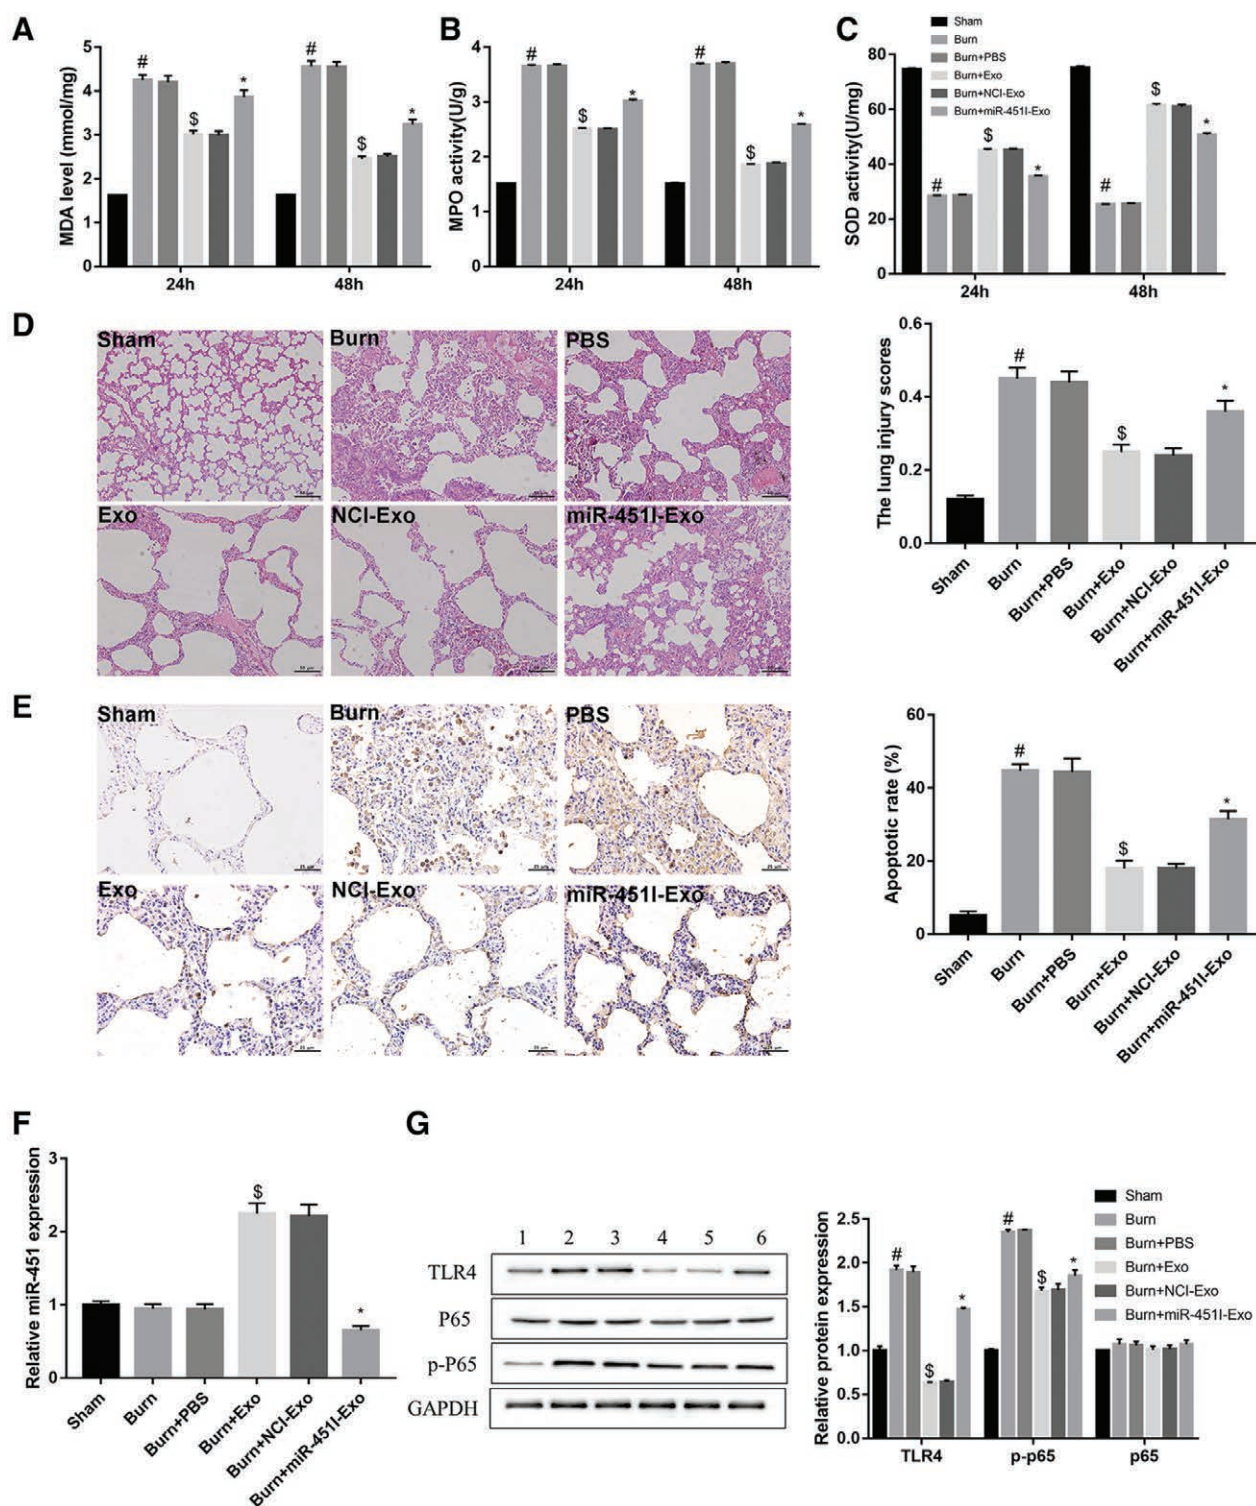 A
MDA level (mmol/mg)
5
4
3
2
1
0
#
$
*
#
$
*
24h
48h
B
MPO activity(U/g)
4
3
2
1
0
#
$
*
#
$
*
24h
48h
C
SOD activity(U/mg)
80
60
40
20
0
Sham
Burn
Burn+PBS
Burn+Exo
Burn+NCI-Exo
Burn+miR-451I-Exo
#
$
*
#
$
*
24h
48h
D
Sham
Burn
PBS
Exo
NCI-Exo
miR-451I-Exo
The lung injury scores
0.6
0.4
0.2
0.0
#
$
*
Sham
Burn
Burn+PBS
Burn+Exo
Burn+NCI-Exo
Burn+miR-451I-Exo
E
Sham
Burn
PBS
Exo
NCI-Exo
miR-451I-Exo
Apoptotic rate (%)
60
40
20
0
#
$
*
Sham
Burn
Burn+PBS
Burn+Exo
Burn+NCI-Exo
Burn+miR-451I-Exo
F
Relative miR-451 expression
3
2
1
0
$
*
Sham
Burn
Burn+PBS
Burn+Exo
Burn+NCI-Exo
Burn+miR-451I-Exo
G
1 2 3 4 5 6
TLR4
P65
p-P65
GAPDH
Relative protein expression
2.5
2.0
1.5
1.0
0.5
0.0
#
$
*
#
$
*
TLR4
p-p65
p65
Sham
Burn
Burn+PBS
Burn+Exo
Burn+NCI-Exo
Burn+miR-451I-Exo